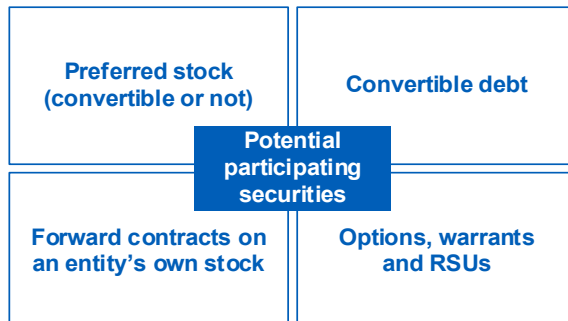 Preferred stock
(convertible or not)
Convertible debt
Potential
participating
securities
Forward contracts on
an entity's own stock
Options, warrants
and RSUs